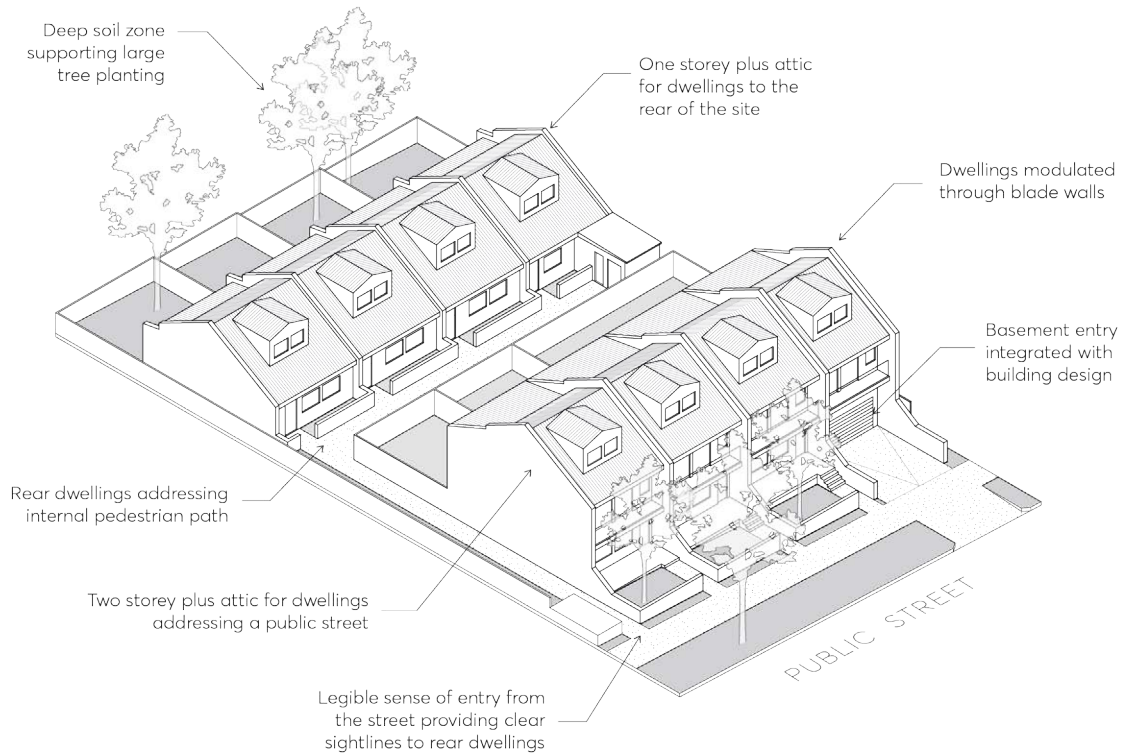 Deep soil zone
supporting large
tree planting
One storey plus attic
for dwellings to the
rear of the site
Dwellings modulated
through blade walls
Basement entry
integrated with
building design
Rear dwellings addressing
internal pedestrian path
Two storey plus attic for dwellings
addressing a public street
PUBLIC STREET
Legible sense of entry from
the street providing clear
sightlines to rear dwellings